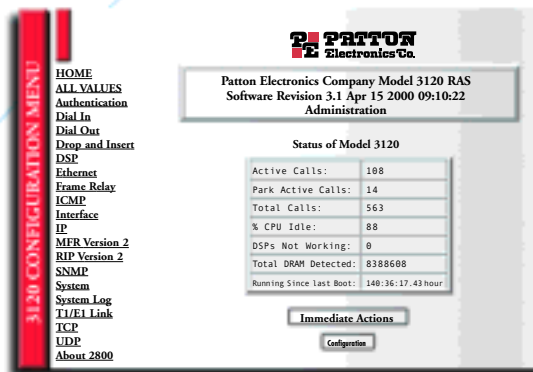 3120 CONFIGURATION MENU
HOME
ALL VALUES
Authentication
Dial In
Dial Out
Drop and Insert
DSP
Ethernet
Frame Relay
ICMP
Interface
IP
MFR Version 2
RIP Version 2
SNMP
System
System Log
T1/E1 Link
TCP
UDP
About 2800
PE PATTON
Electronics Co.
Patton Electronics Company Model 3120 RAS
Software Revision 3.1 Apr 15 2000 09:10:22
Administration
Status of Model 3120
Active Calls: 108
Park Active Calls: 14
Total Calls: 563
% CPU Idle: 88
DSPs Not Working: 0
Total DRAM Detected: 8388608
Running Since last Boot: 140:36:17.43 hour
Immediate Actions
Configuration